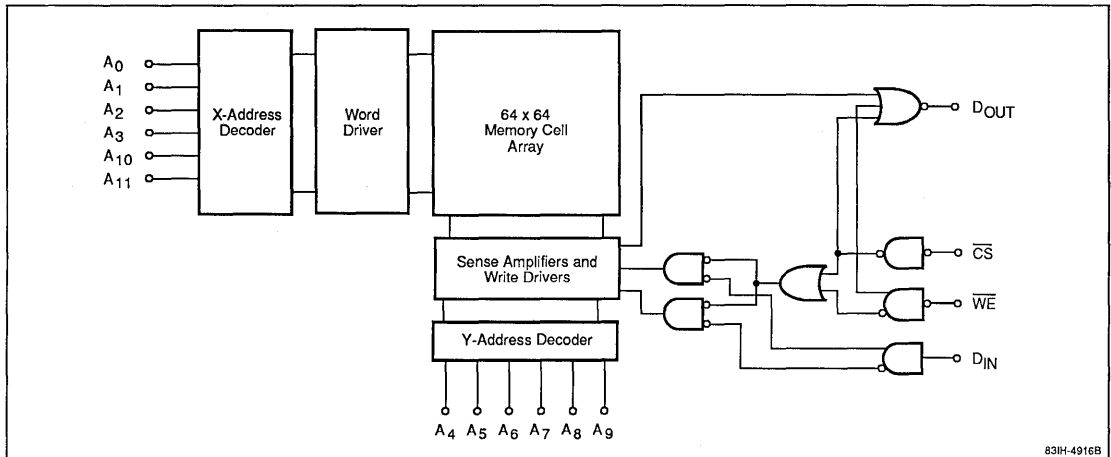 A0
A1
A2
A3
A10
A11
X-Address
Decoder
Word
Driver
64 x 64
Memory Cell
Array
DOUT
Sense Amplifiers and
Write Drivers
CS
WE
Y-Address Decoder
DIN
A4 A5 A6 A7 A8 A9
83IH-4916B